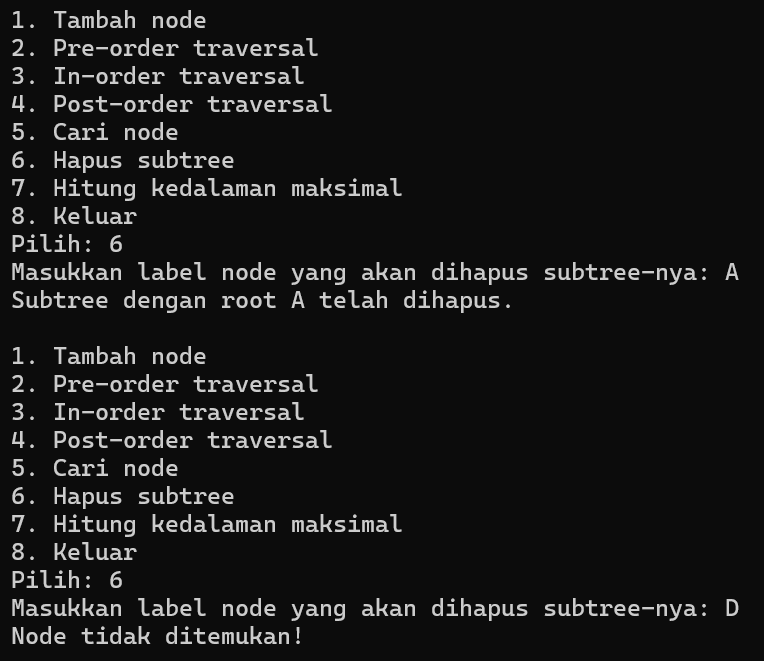 1. Tambah node
2. Pre-order traversal
3. In-order traversal
4. Post-order traversal
5. Cari node
6. Hapus subtree
7. Hitung kedalaman maksimal
8. Keluar
Pilih: 6
Masukkan label node yang akan dihapus subtree-nya: A
Subtree dengan root A telah dihapus.

1. Tambah node
2. Pre-order traversal
3. In-order traversal
4. Post-order traversal
5. Cari node
6. Hapus subtree
7. Hitung kedalaman maksimal
8. Keluar
Pilih: 6
Masukkan label node yang akan dihapus subtree-nya: D
Node tidak ditemukan!